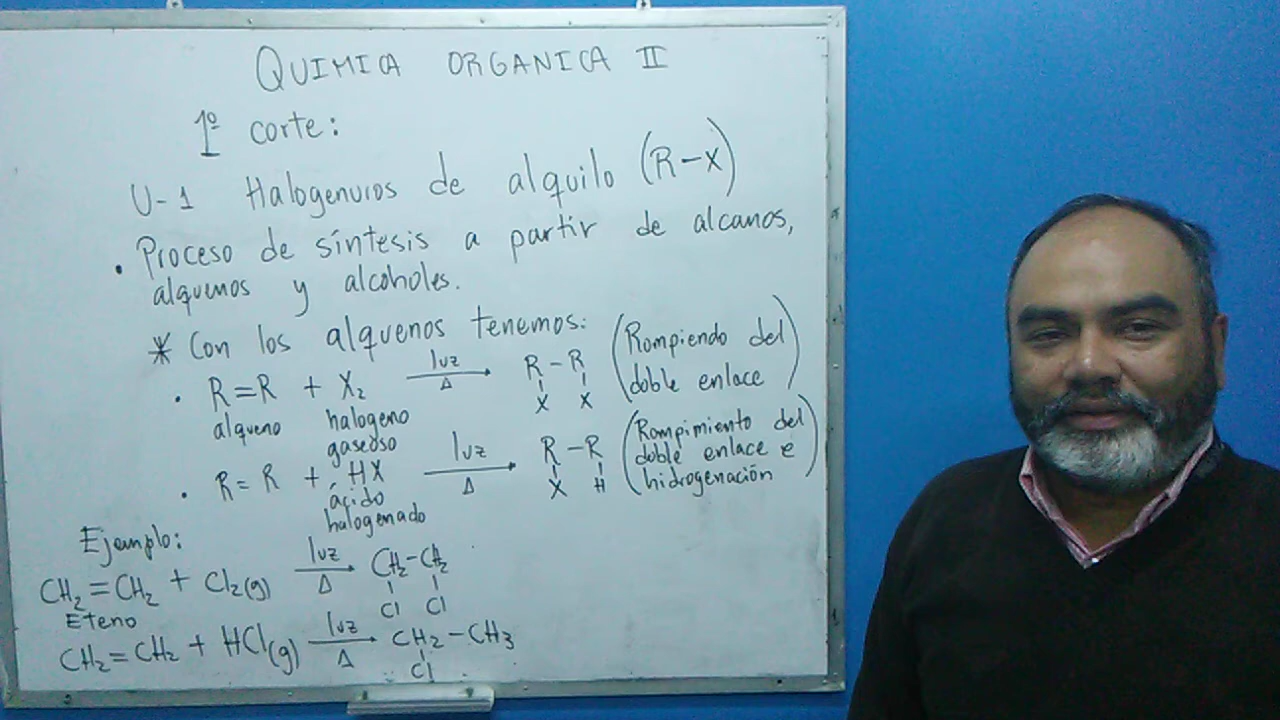 QUIMICA ORGANICA II
1º corte:
U-1 Halogenuros de alquilo (R-X)
• Proceso de síntesis a partir de alcanos,
alquenos y alcoholes.
* Con los alquenos tenemos:
• R=R + X₂ luz Δ R-R (Rompiendo del
X X doble enlace)
alqueno halogeno
gaseoso
• R=R + HX luz Δ R-R (Rompimiento del
X H doble enlace e
hidrogenación)
ácido
halogenado
Ejemplo:
CH₂=CH₂ + Cl₂(g) luz Δ CH₂-CH₂
Cl Cl
Eteno
CH₂=CH₂ + HCl(g) luz Δ CH₂-CH₃
Cl